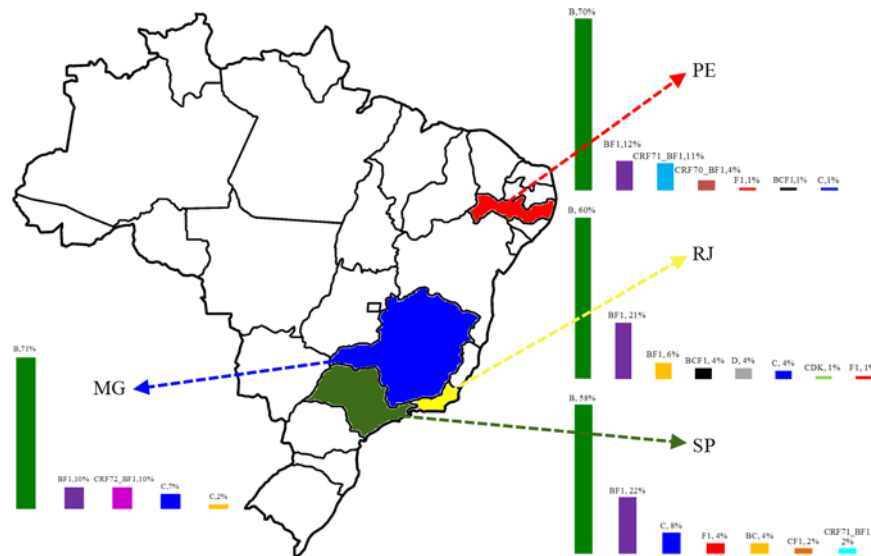 B,70%
PE
BF1,12%
CRF71_BF1,11%
CRF70_BF1,4%
F1,1%
BCF1,1%
C,1%
B,60%
RJ
BF1, 21%
BF1, 6%
BCF1, 4%
D, 4%
C, 4%
CDK, 1%
F1, 1%
B,71%
MG
BF1,10%
CRF72_BF1,10%
C,7%
C,2%
B, 58%
SP
BF1, 22%
C, 8%
F1, 4%
BC, 4%
CF1, 2%
CRF71_BF1
2%